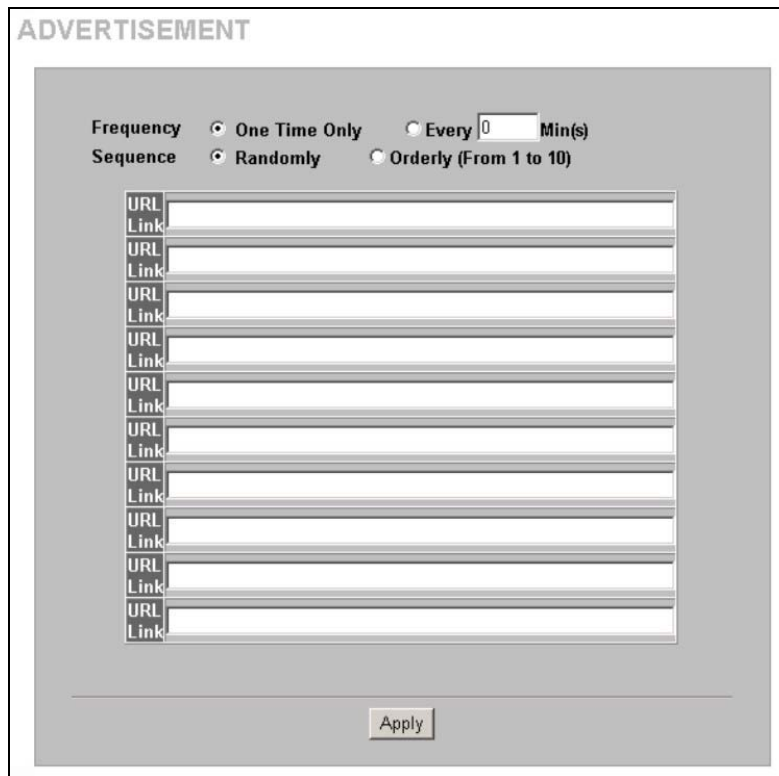 ADVERTISEMENT
Frequency One Time Only Every 0 Min(s)
Sequence Randomly Orderly (From 1 to 10)
URL
Link
URL
Link
URL
Link
URL
Link
URL
Link
URL
Link
URL
Link
URL
Link
URL
Link
URL
Link
Apply